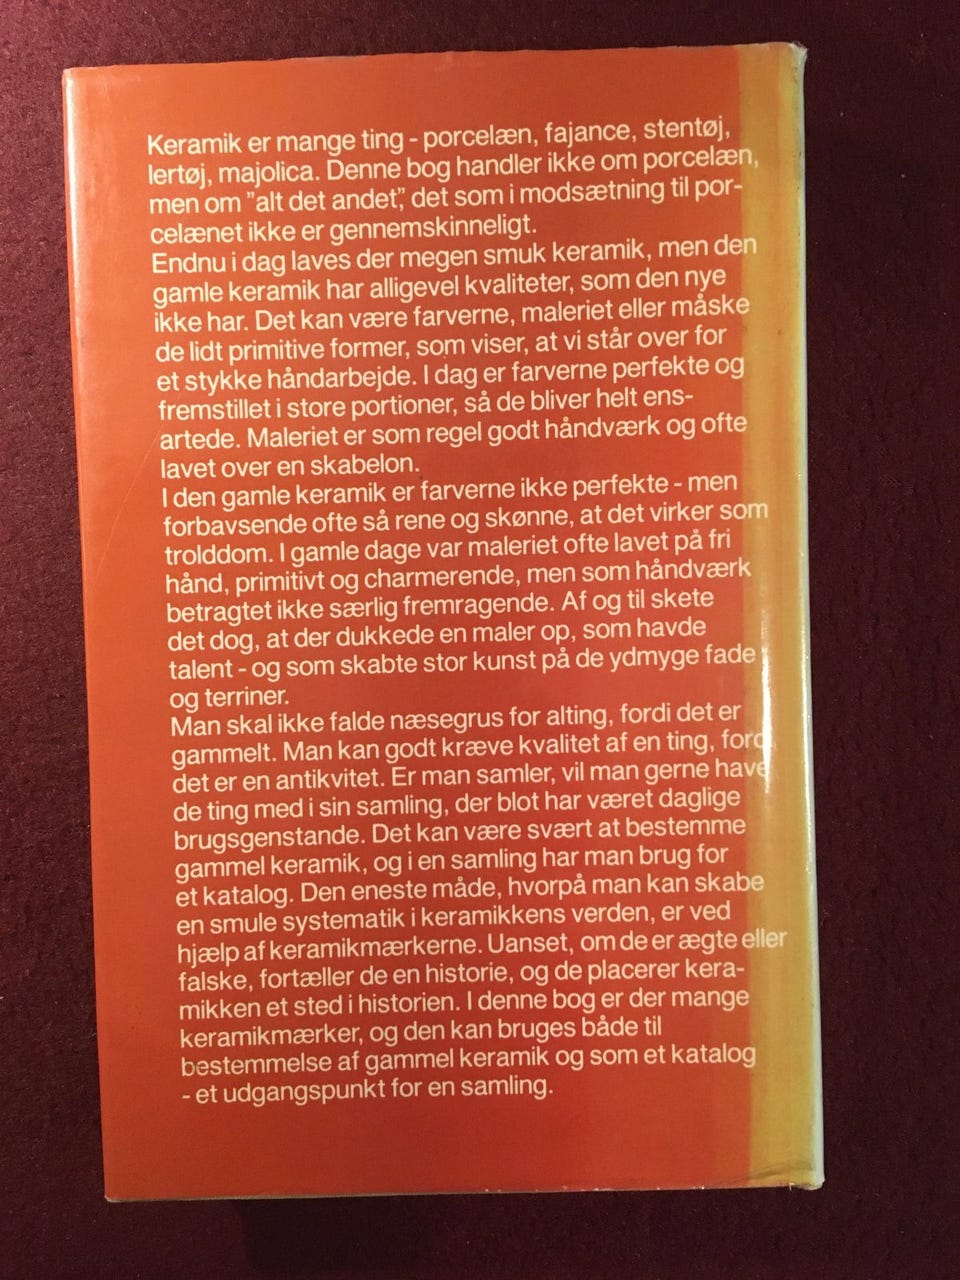 Keramik er mange ting - porcelæn, fajance, stentøj,
lertøj, majolica. Denne bog handler ikke om porcelæn,
men om "alt det andet", det som i modsætning til por-
celænet ikke er gennemskinneligt.
Endnu i dag laves der megen smuk keramik, men den
gamle keramik har alligevel kvaliteter, som den nye
ikke har. Det kan være farverne, maleriet eller måske
de lidt primitive former, som viser, at vi står over for
et stykke håndarbejde. I dag er farverne perfekte og
fremstillet i store portioner, så de bliver helt ens-
artede. Maleriet er som regel godt håndværk og ofte
lavet over en skabelon.
I den gamle keramik er farverne ikke perfekte - men
forbavsende ofte så rene og skønne, at det virker som
trolddom. I gamle dage var maleriet ofte lavet på fri
hånd, primitivt og charmerende, men som håndværk
betragtet ikke særlig fremragende. Af og til skete
det dog, at der dukkede en maler op, som havde
talent - og som skabte stor kunst på de ydmyge fade
og terriner.
Man skal ikke falde næsegrus for alting, fordi det er
gammelt. Man kan godt kræve kvalitet af en ting, fordi
det er en antikvitet. Er man samler, vil man gerne have
de ting med i sin samling, der blot har været daglige
brugsgenstande. Det kan være svært at bestemme
gammel keramik, og i en samling har man brug for
et katalog. Den eneste måde, hvorpå man kan skabe
en smule systematik i keramikkens verden, er ved
hjælp af keramikmærkerne. Uanset, om de er ægte eller
falske, fortæller de en historie, og de placerer kera-
mikken et sted i historien. I denne bog er der mange
keramikmærker, og den kan bruges både til
bestemmelse af gammel keramik og som et katalog
- et udgangspunkt for en samling.